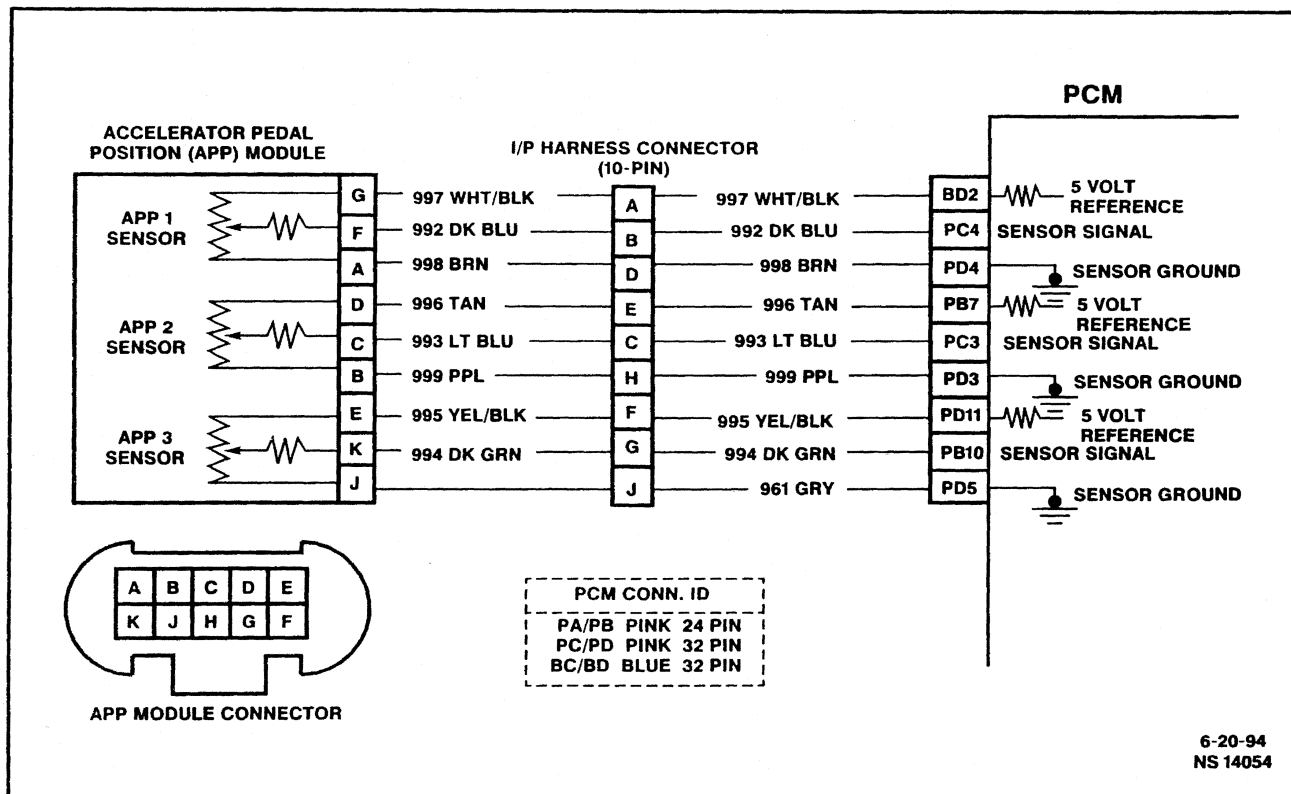 PCM
ACCELERATOR PEDAL
POSITION (APP) MODULE
I/P HARNESS CONNECTOR
(10-PIN)
APP 1
SENSOR
G 997 WHT/BLK A 997 WHT/BLK BD2 5 VOLT
REFERENCE
F 992 DK BLU B 992 DK BLU PC4 SENSOR SIGNAL
A 998 BRN D 998 BRN PD4 SENSOR GROUND
APP 2
SENSOR
D 996 TAN E 996 TAN PB7 5 VOLT
REFERENCE
C 993 LT BLU C 993 LT BLU PC3 SENSOR SIGNAL
B 999 PPL H 999 PPL PD3 SENSOR GROUND
APP 3
SENSOR
E 995 YEL/BLK F 995 YEL/BLK PD11 5 VOLT
REFERENCE
K 994 DK GRN G 994 DK GRN PB10 SENSOR SIGNAL
J J 961 GRY PD5 SENSOR GROUND
A B C D E
K J H G F
APP MODULE CONNECTOR
PCM CONN. ID
PA/PB PINK 24 PIN
PC/PD PINK 32 PIN
BC/BD BLUE 32 PIN
6-20-94
NS 14054